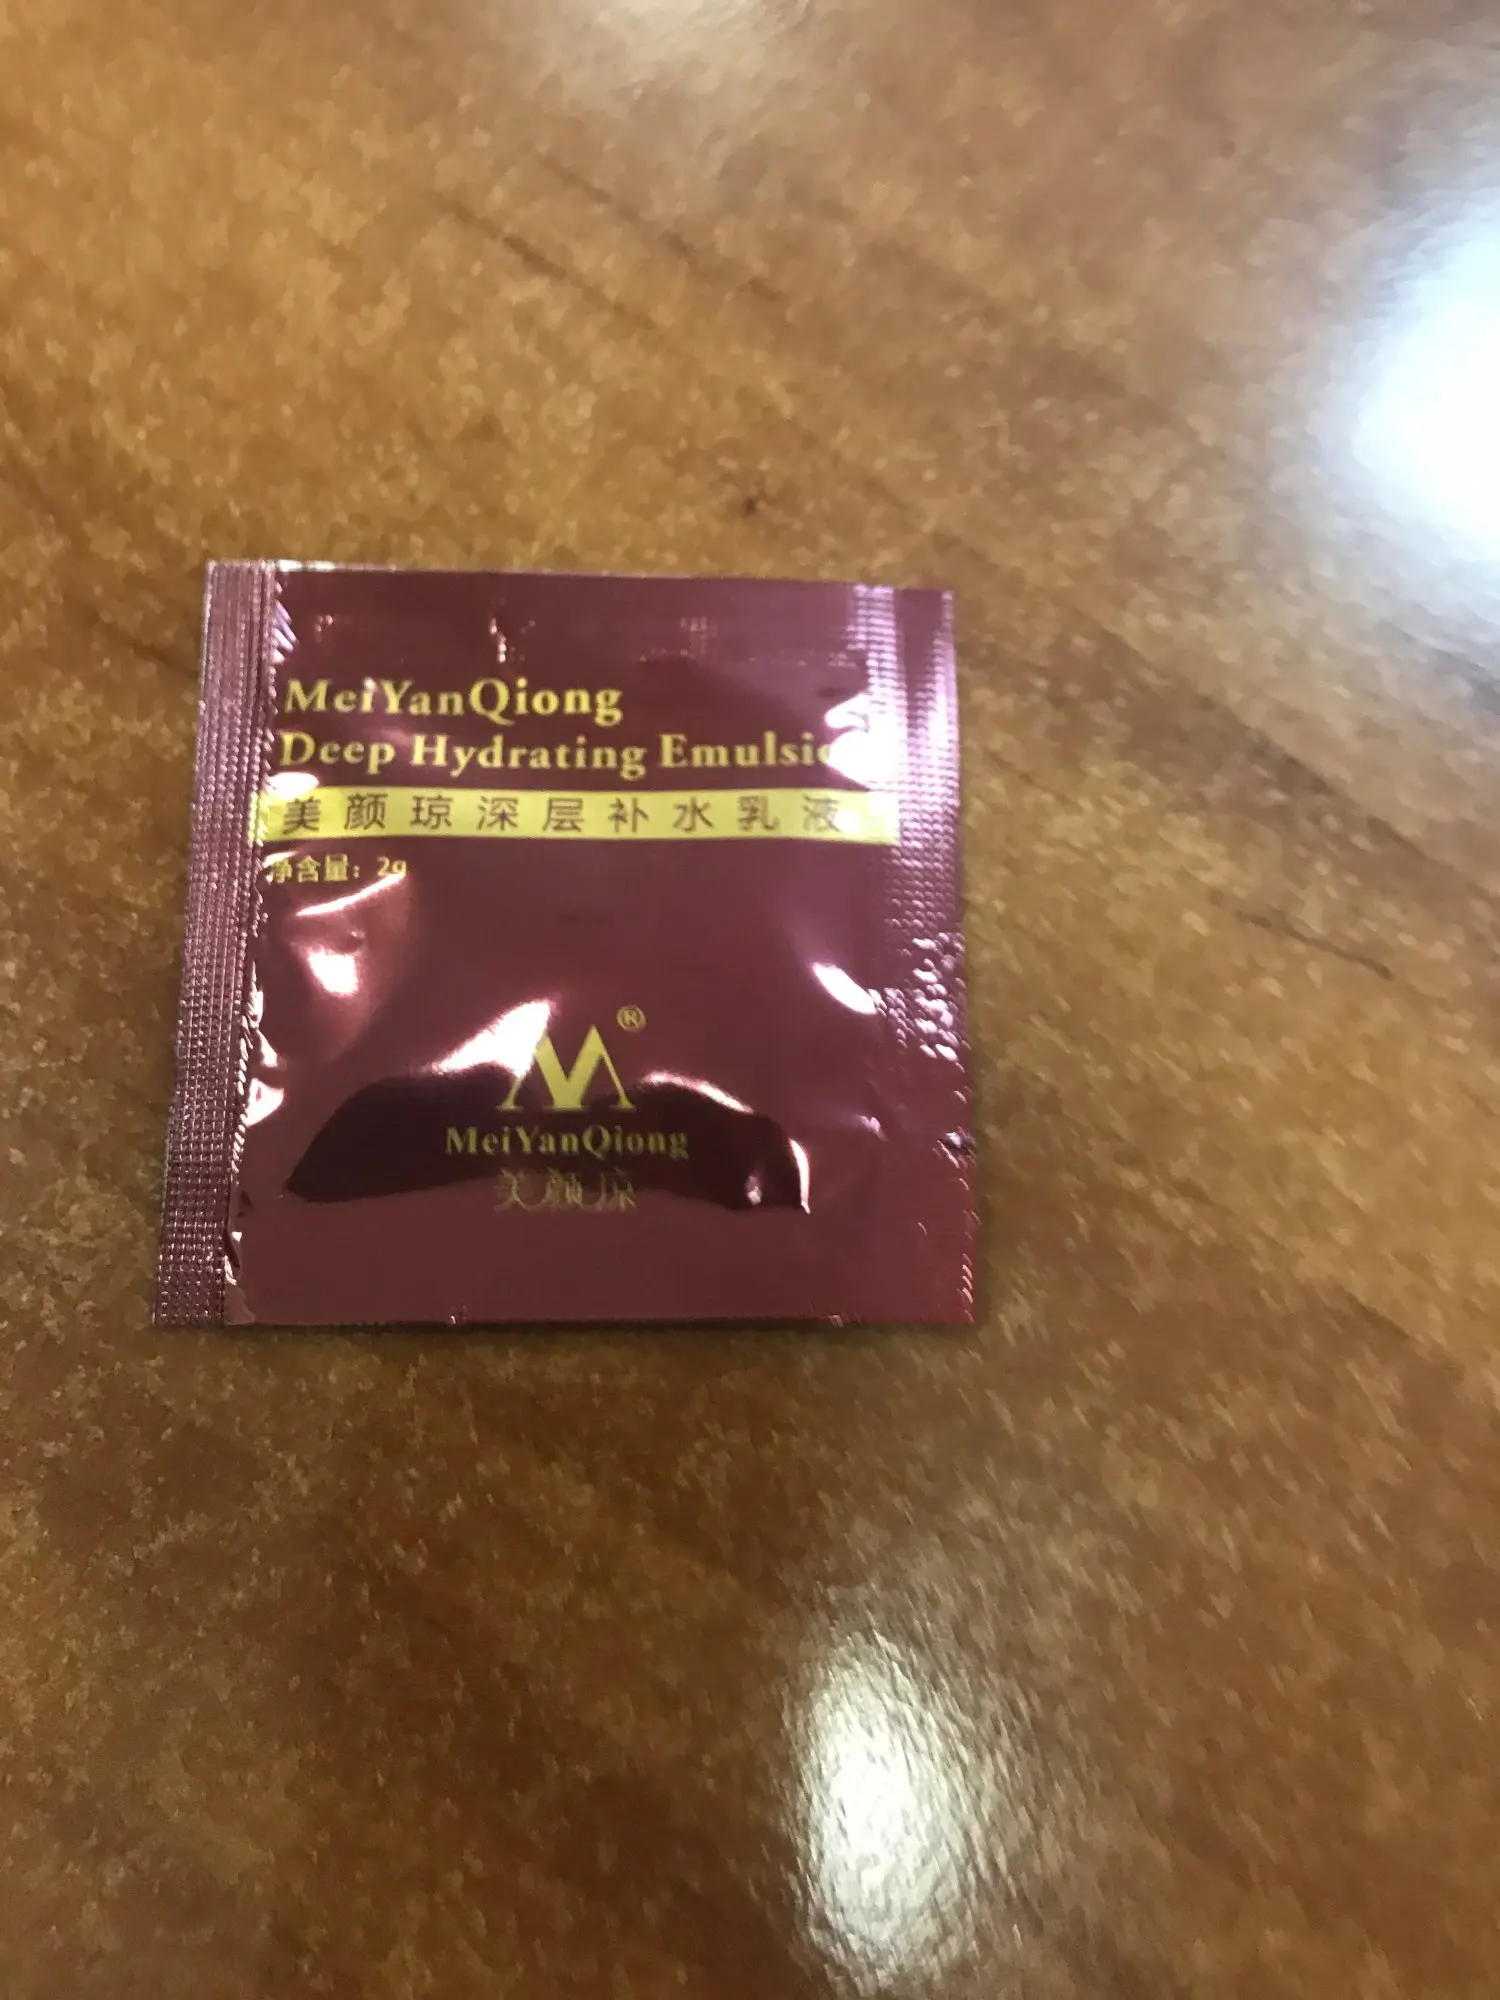 MeiYanQiong
Deep Hydrating
美颜琼深层补水乳液
净含量：2g
®
MeiYanQiong
美颜琼